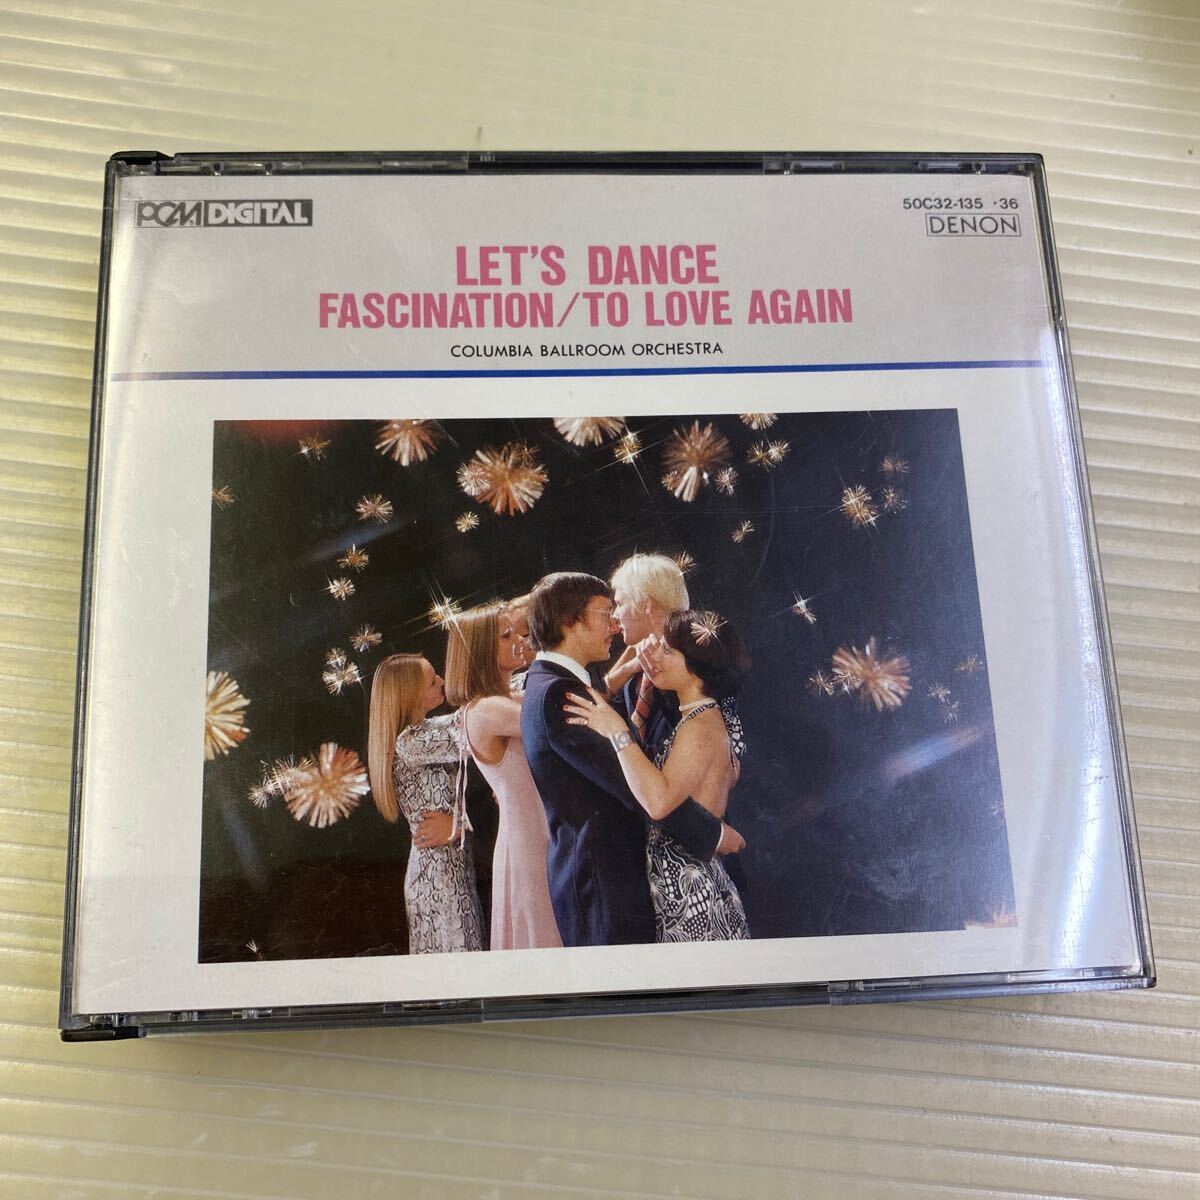 PCM DIGITAL
50C32-135→36
DENON
LET'S DANCE
FASCINATION/TO LOVE AGAIN
COLUMBIA BALLROOM ORCHESTRA